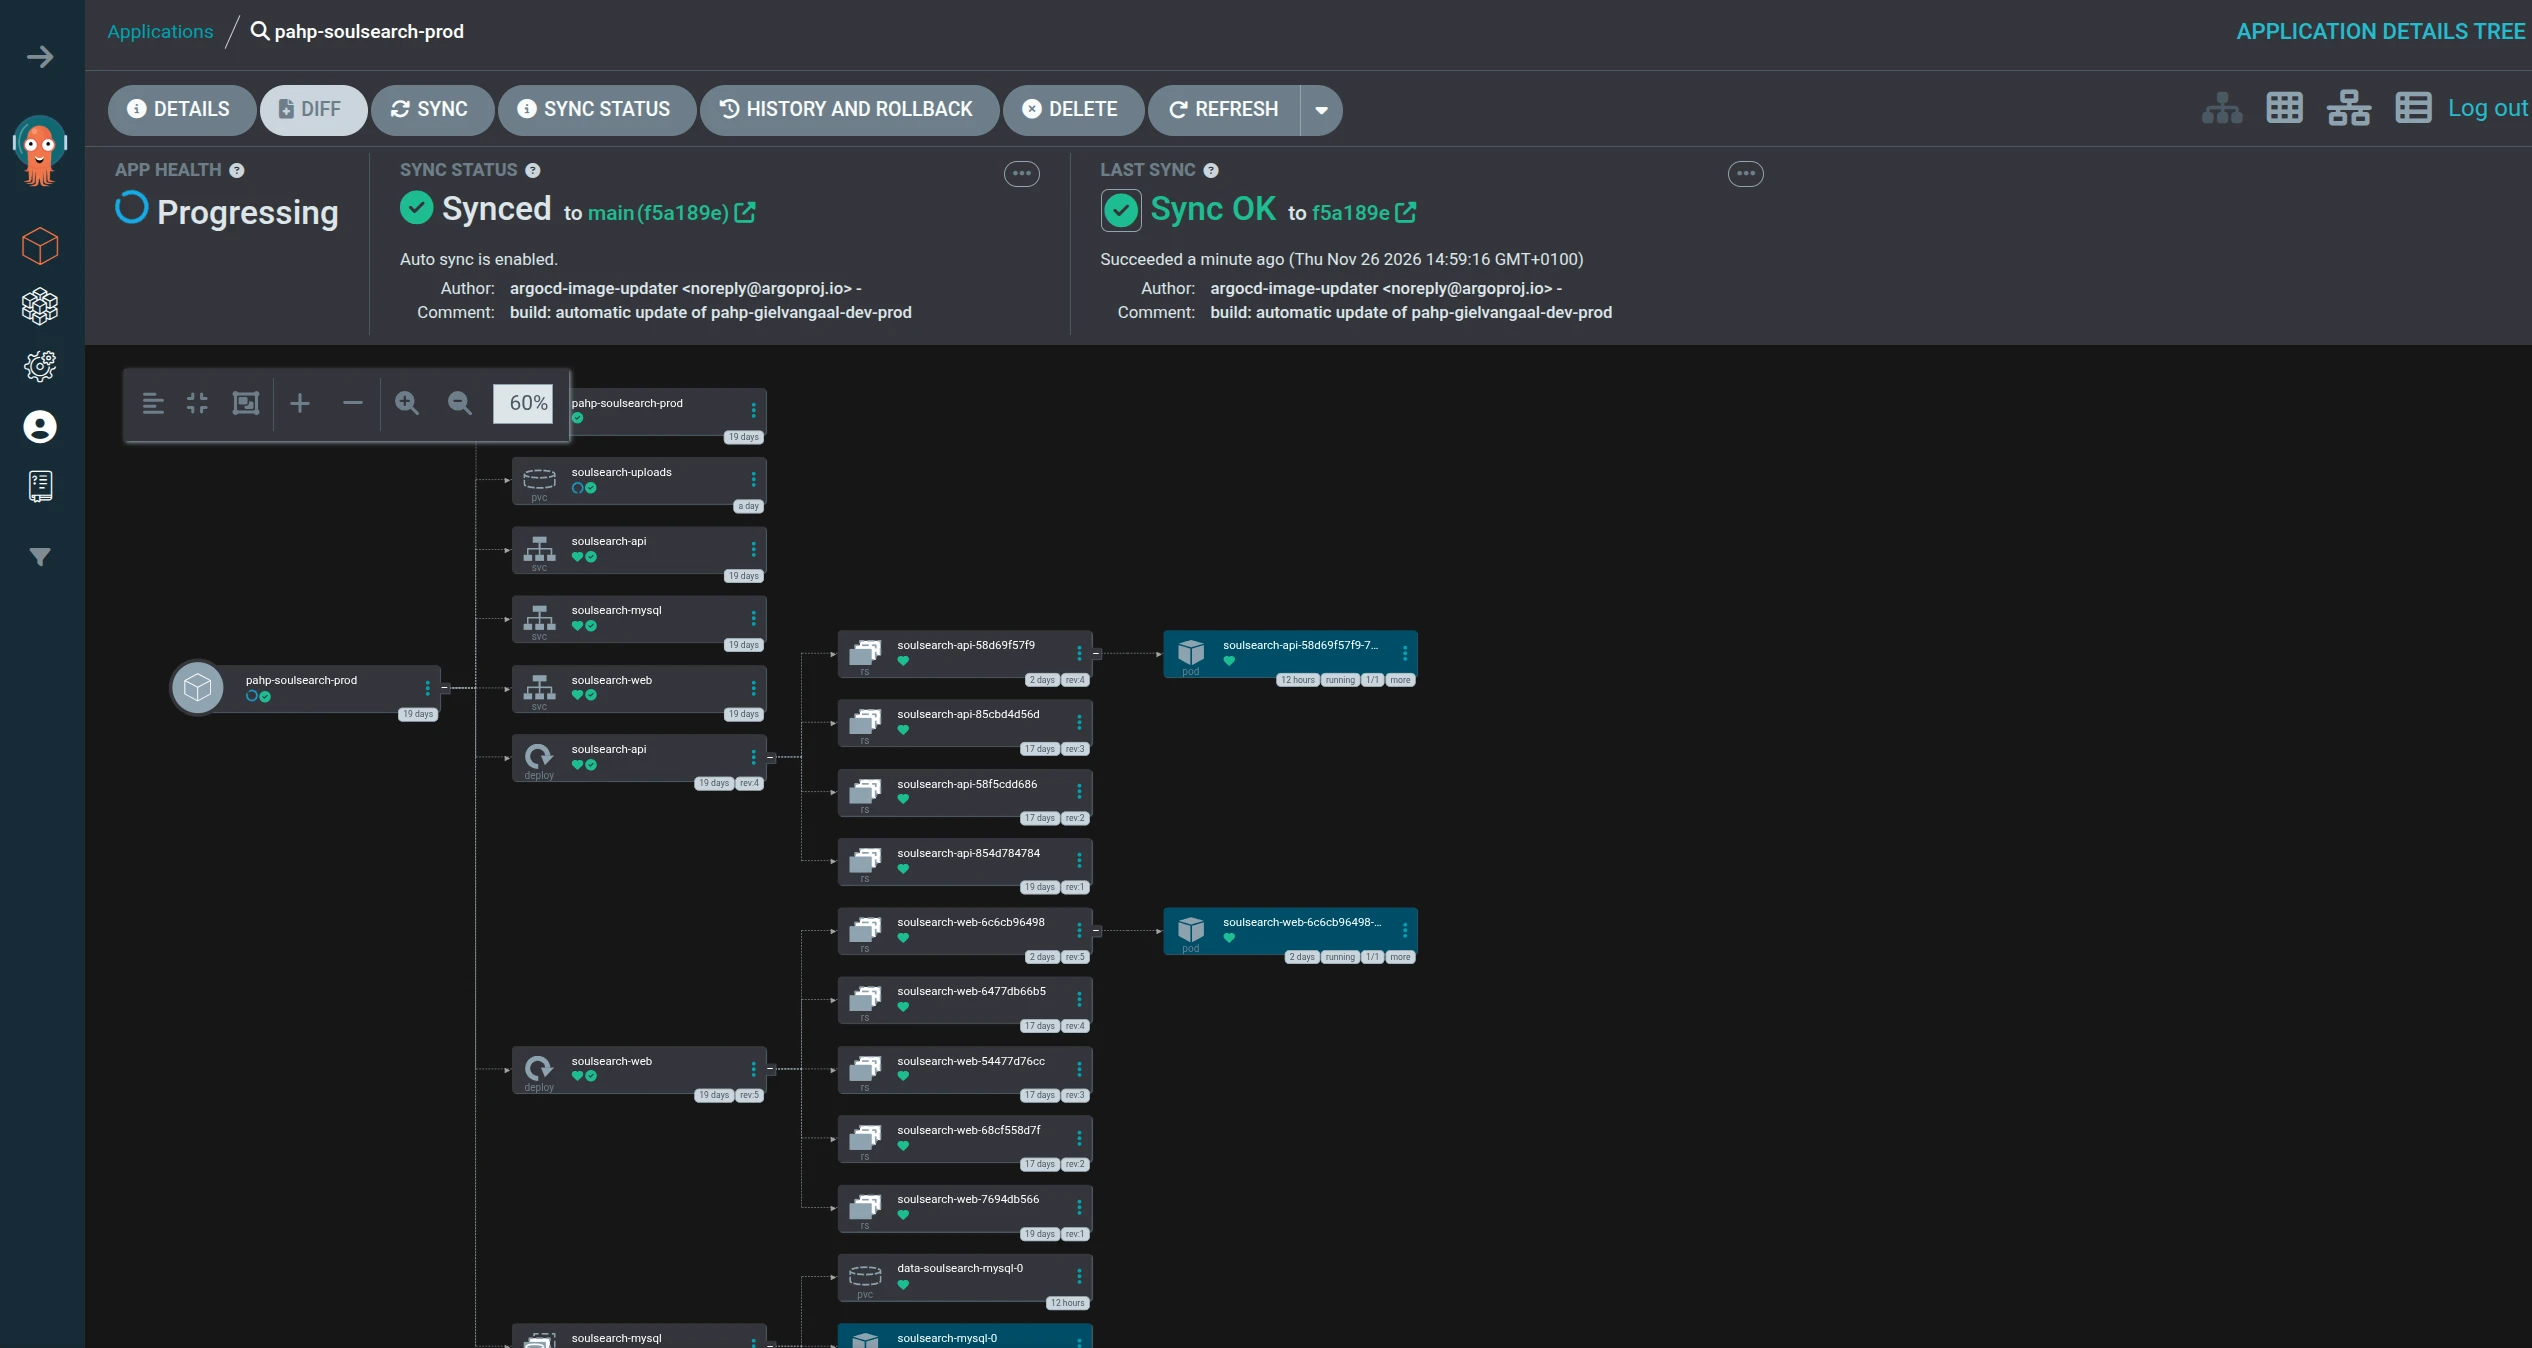 Applications / pahp-soulsearch-prod
APPLICATION DETAILS TREE
DETAILS
DIFF
SYNC
SYNC STATUS
HISTORY AND ROLLBACK
DELETE
REFRESH
Log out
APP HEALTH
Progressing
SYNC STATUS
Synced to main (f5a189e)
Auto sync is enabled.
Author: argocd-image-updater <noreply@argoproj.io> -
Comment: build: automatic update of pahp-gielvangaal-dev-prod
LAST SYNC
Sync OK to f5a189e
Succeeded a minute ago (Thu Nov 26 2026 14:59:16 GMT+0100)
Author: argocd-image-updater <noreply@argoproj.io> -
Comment: build: automatic update of pahp-gielvangaal-dev-prod
60%
pahp-soulsearch-prod
19 days
pahp-soulsearch-prod
19 days
soulsearch-uploads
pvc
a day
soulsearch-api
svc
19 days
soulsearch-mysql
svc
19 days
soulsearch-web
svc
19 days
soulsearch-api
deploy
19 days rev:4
soulsearch-web
deploy
19 days rev:5
soulsearch-mysql
soulsearch-api-58d69f57f9
rs
2 days rev:4
soulsearch-api-85cbd4d56d
rs
17 days rev:3
soulsearch-api-58f5cdd686
rs
17 days rev:2
soulsearch-api-854d784784
rs
19 days rev:1
soulsearch-web-6c6cb96498
rs
2 days rev:5
soulsearch-web-6477db66b5
rs
17 days rev:4
soulsearch-web-54477d76cc
rs
17 days rev:3
soulsearch-web-68cf558d7f
rs
17 days rev:2
soulsearch-web-7694db566
rs
19 days rev:1
data-soulsearch-mysql-0
pvc
12 hours
soulsearch-mysql-0
soulsearch-api-58d69f57f9-7...
pod
12 hours running 1/1 more
soulsearch-web-6c6cb96498-...
pod
2 days running 1/1 more